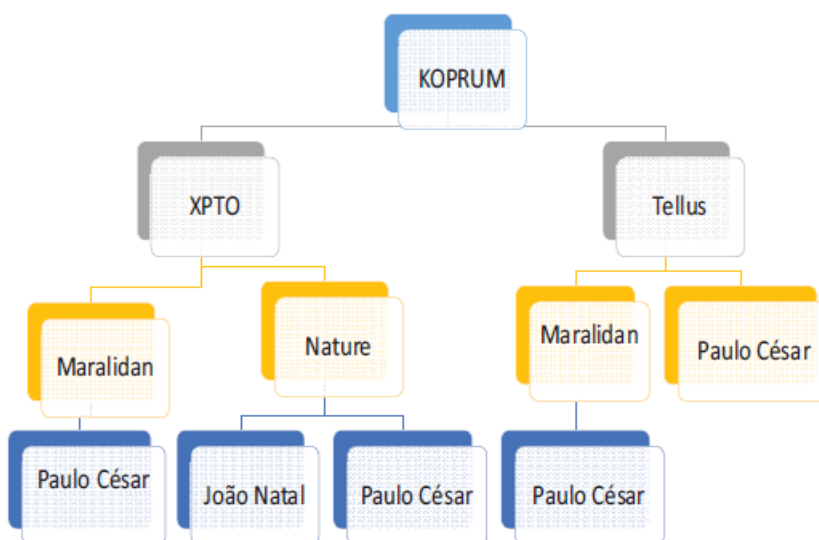 KOPRUM
XPTO
Tellus
Maralidan
Nature
Maralidan
Paulo César
Paulo César
João Natal
Paulo César
Paulo César